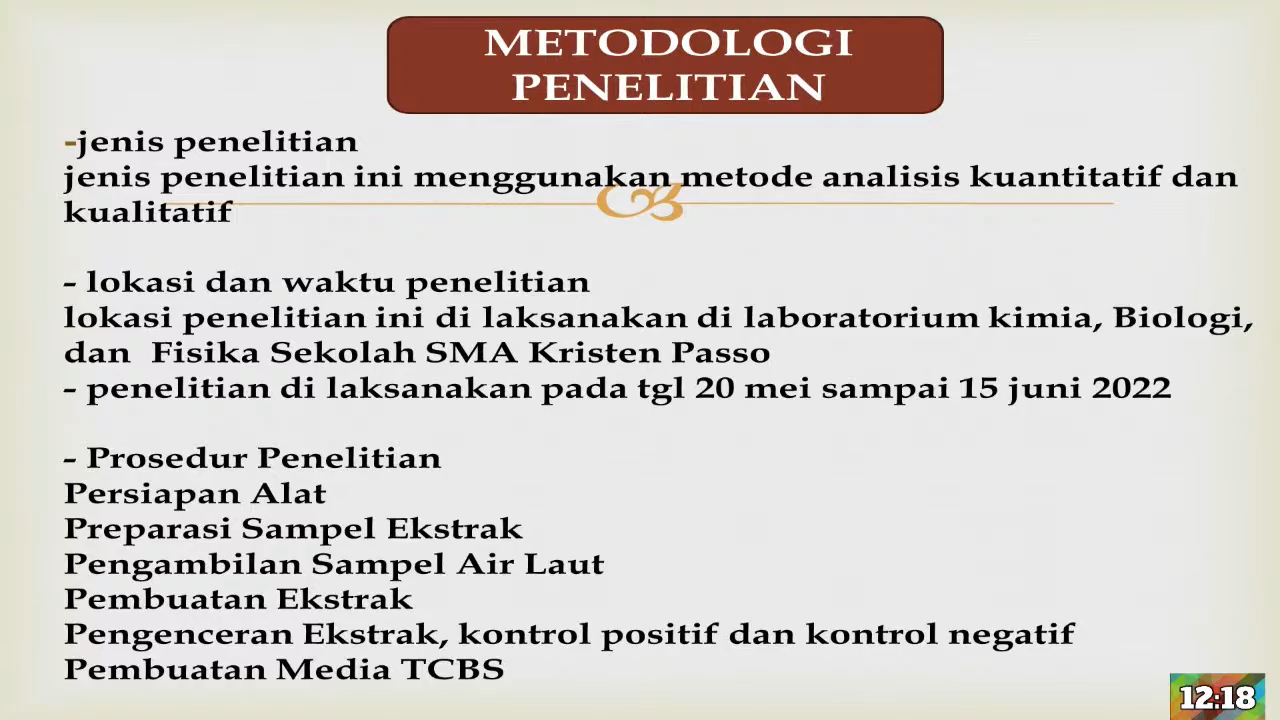 METODOLOGI
PENELITIAN
-jenis penelitian
jenis penelitian ini menggunakan metode analisis kuantitatif dan
kualitatif
- lokasi dan waktu penelitian
lokasi penelitian ini di laksanakan di laboratorium kimia, Biologi,
dan Fisika Sekolah SMA Kristen Passo
- penelitian di laksanakan pada tgl 20 mei sampai 15 juni 2022
- Prosedur Penelitian
Persiapan Alat
Preparasi Sampel Ekstrak
Pengambilan Sampel Air Laut
Pembuatan Ekstrak
Pengenceran Ekstrak, kontrol positif dan kontrol negatif
Pembuatan Media TCBS
12:18